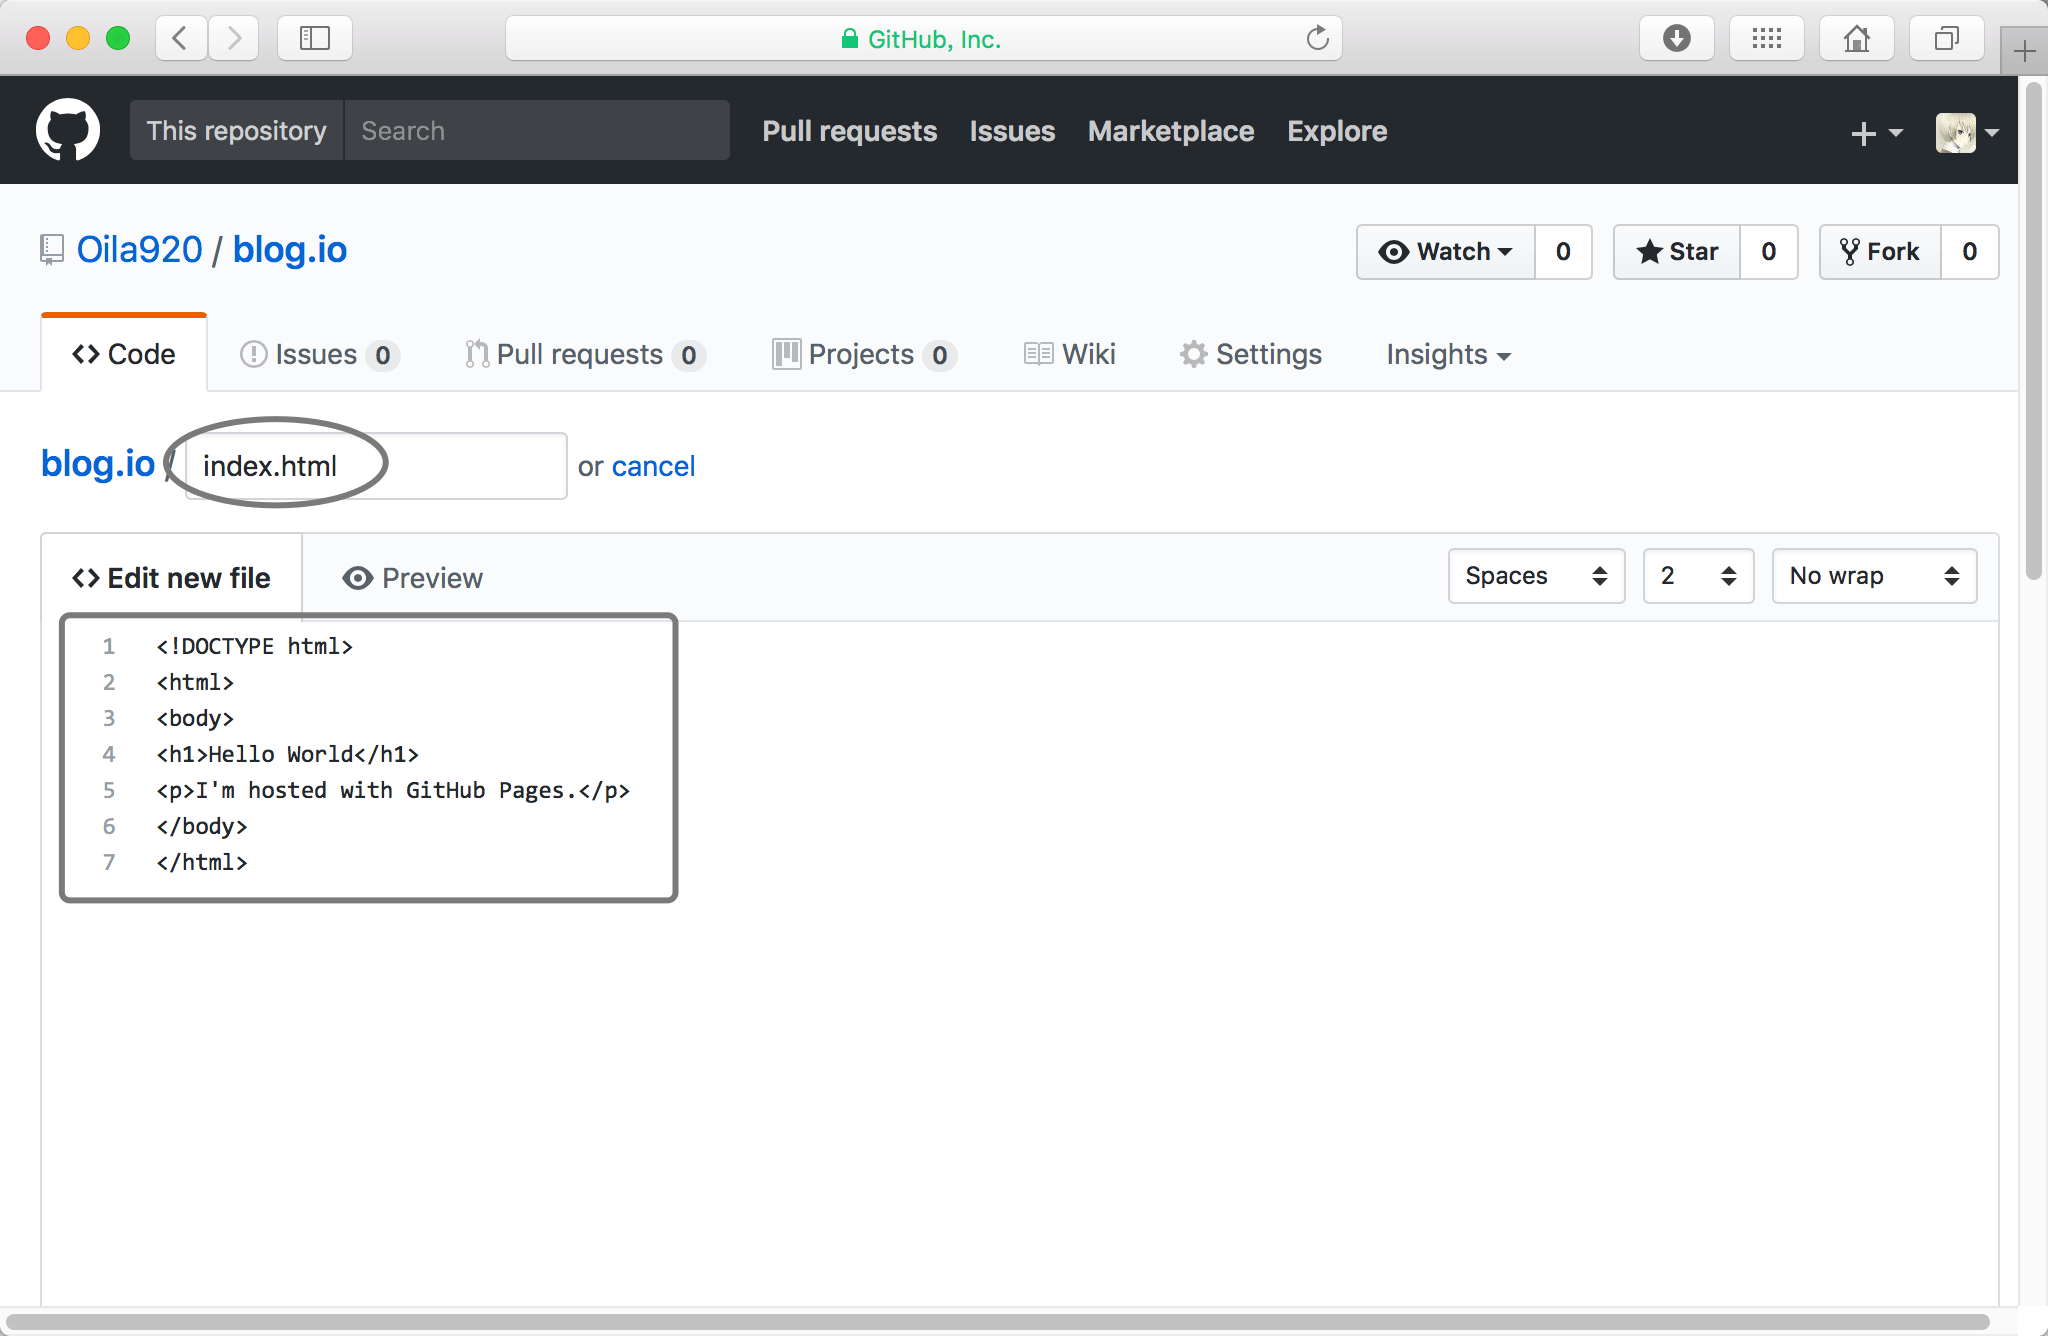 GitHub, Inc.
This repository Search Pull requests Issues Marketplace Explore
Oila920 / blog.io Watch 0 Star 0 Fork 0
<> Code Issues 0 Pull requests 0 Projects 0 Wiki Settings Insights
blog.io / index.html or cancel
<> Edit new file Preview Spaces 2 No wrap
1 <!DOCTYPE html>
2 <html>
3 <body>
4 <h1>Hello World</h1>
5 <p>I'm hosted with GitHub Pages.</p>
6 </body>
7 </html>